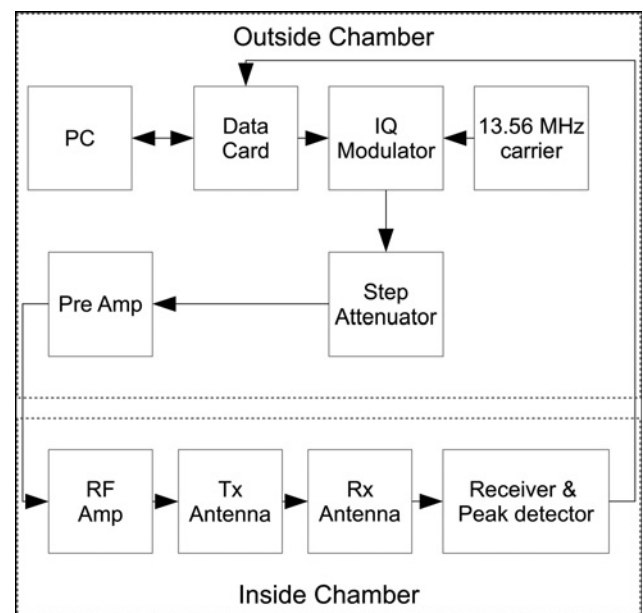 Outside Chamber
PC
Data
Card
IQ
Modulator
13.56 MHz
carrier
Pre Amp
Step
Attenuator
RF
Amp
Tx
Antenna
Rx
Antenna
Receiver &
Peak detector
Inside Chamber